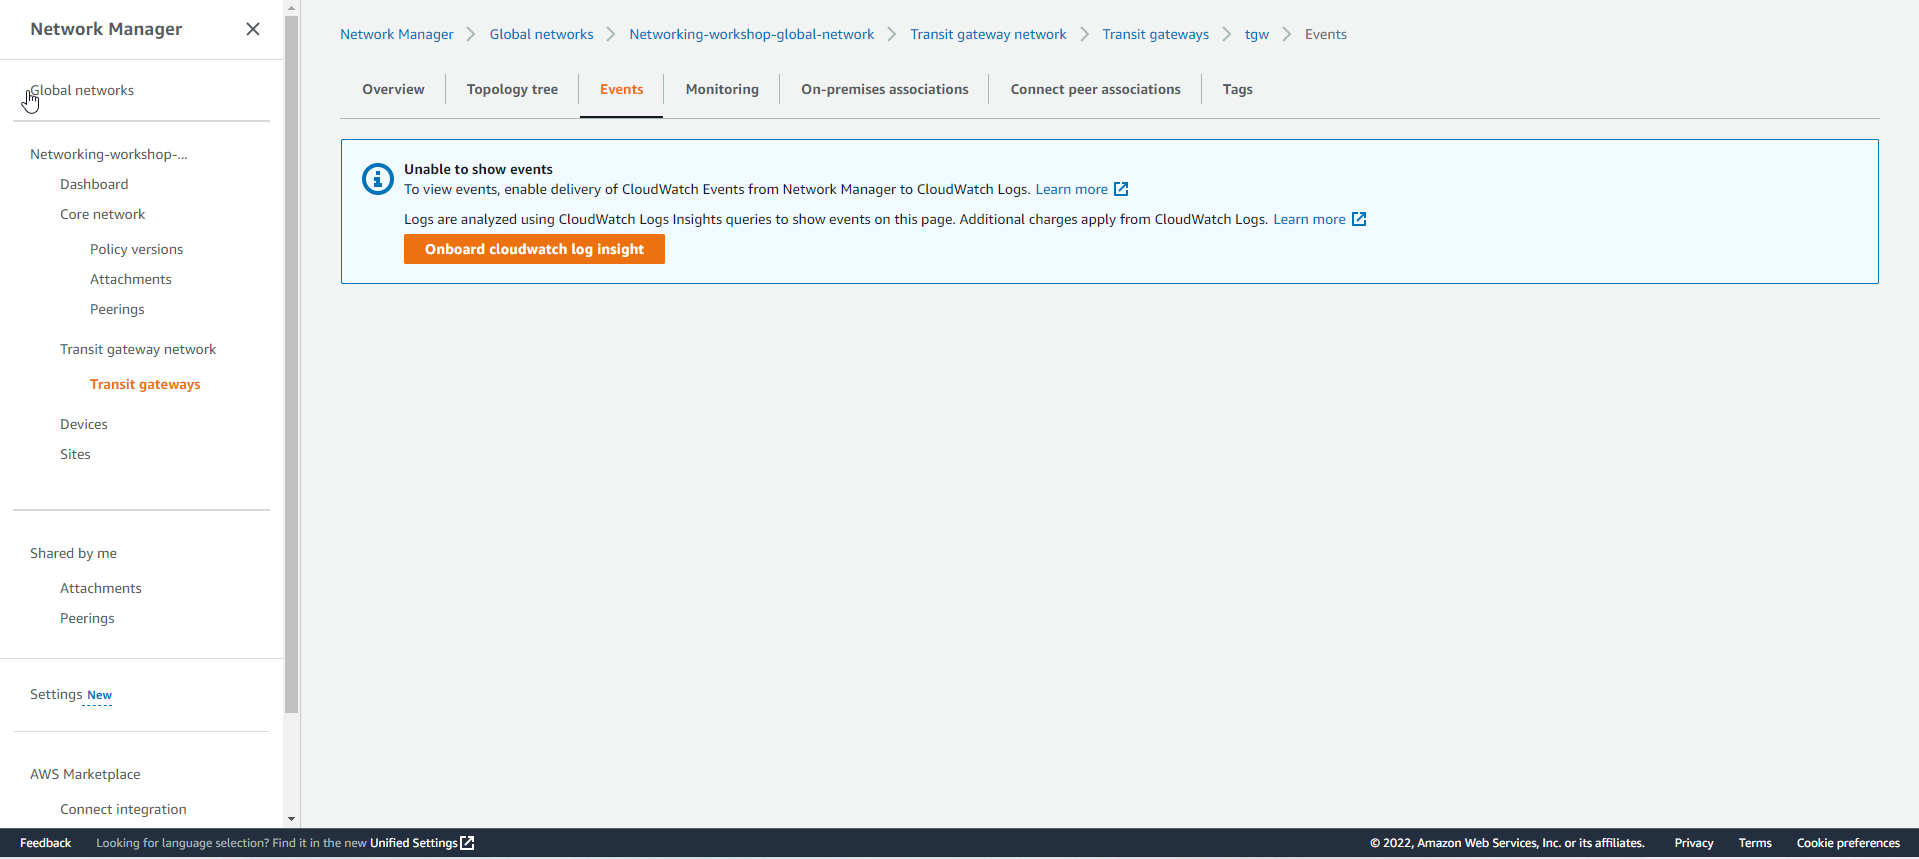 Network Manager
Global networks
Networking-workshop-...
Dashboard
Core network
Policy versions
Attachments
Peerings
Transit gateway network
Transit gateways
Devices
Sites
Shared by me
Attachments
Peerings
Settings New
AWS Marketplace
Connect integration
Network Manager Global networks Networking-workshop-global-network Transit gateway network Transit gateways tgw Events
Overview Topology tree Events Monitoring On-premises associations Connect peer associations Tags
Unable to show events
To view events, enable delivery of CloudWatch Events from Network Manager to CloudWatch Logs. Learn more
Logs are analyzed using CloudWatch Logs Insights queries to show events on this page. Additional charges apply from CloudWatch Logs. Learn more
Onboard cloudwatch log insight
Feedback Looking for language selection? Find it in the new Unified Settings © 2022, Amazon Web Services, Inc. or its affiliates. Privacy Terms Cookie preferences